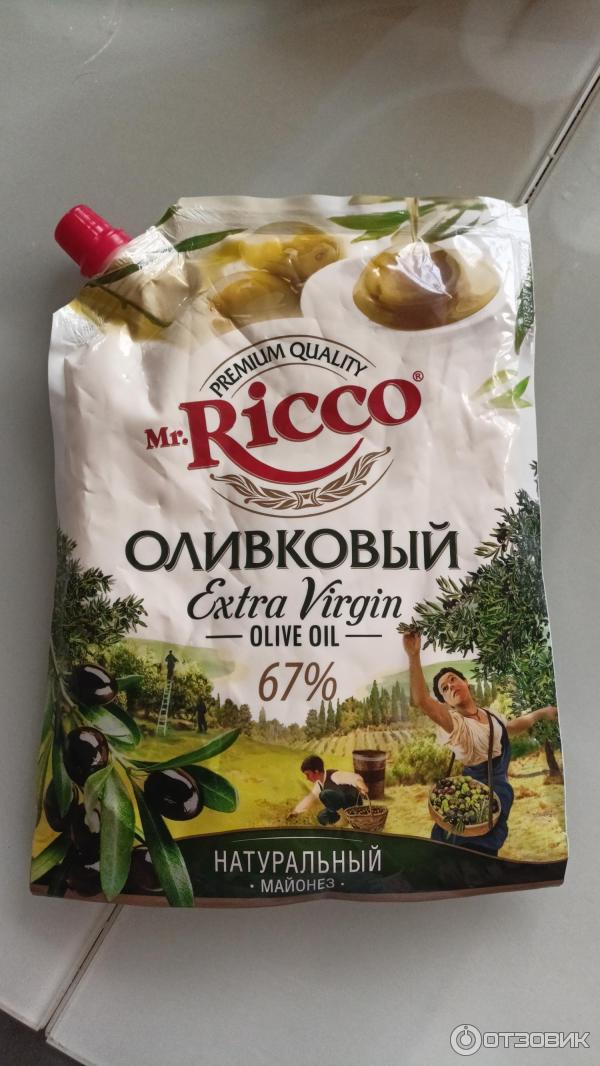 PREMIUM QUALITY
Mr. Ricco®
ОЛИВКОВЫЙ
Extra Virgin
OLIVE OIL
67%
НАТУРАЛЬНЫЙ
• МАЙОНЕЗ •
ОТЗОВИК